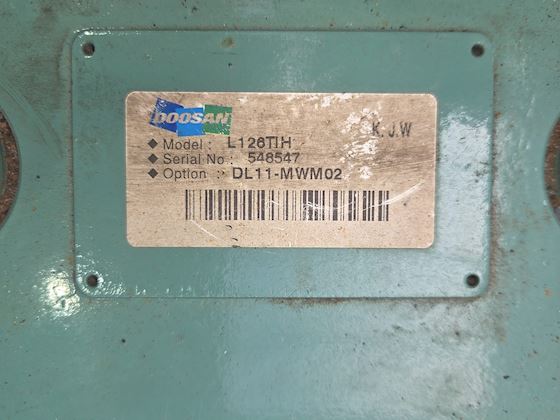 DOOSAN
K.J.W
◆ Model : L126TIH
◆ Serial No : 548547
◆ Option : DL11-MWM02